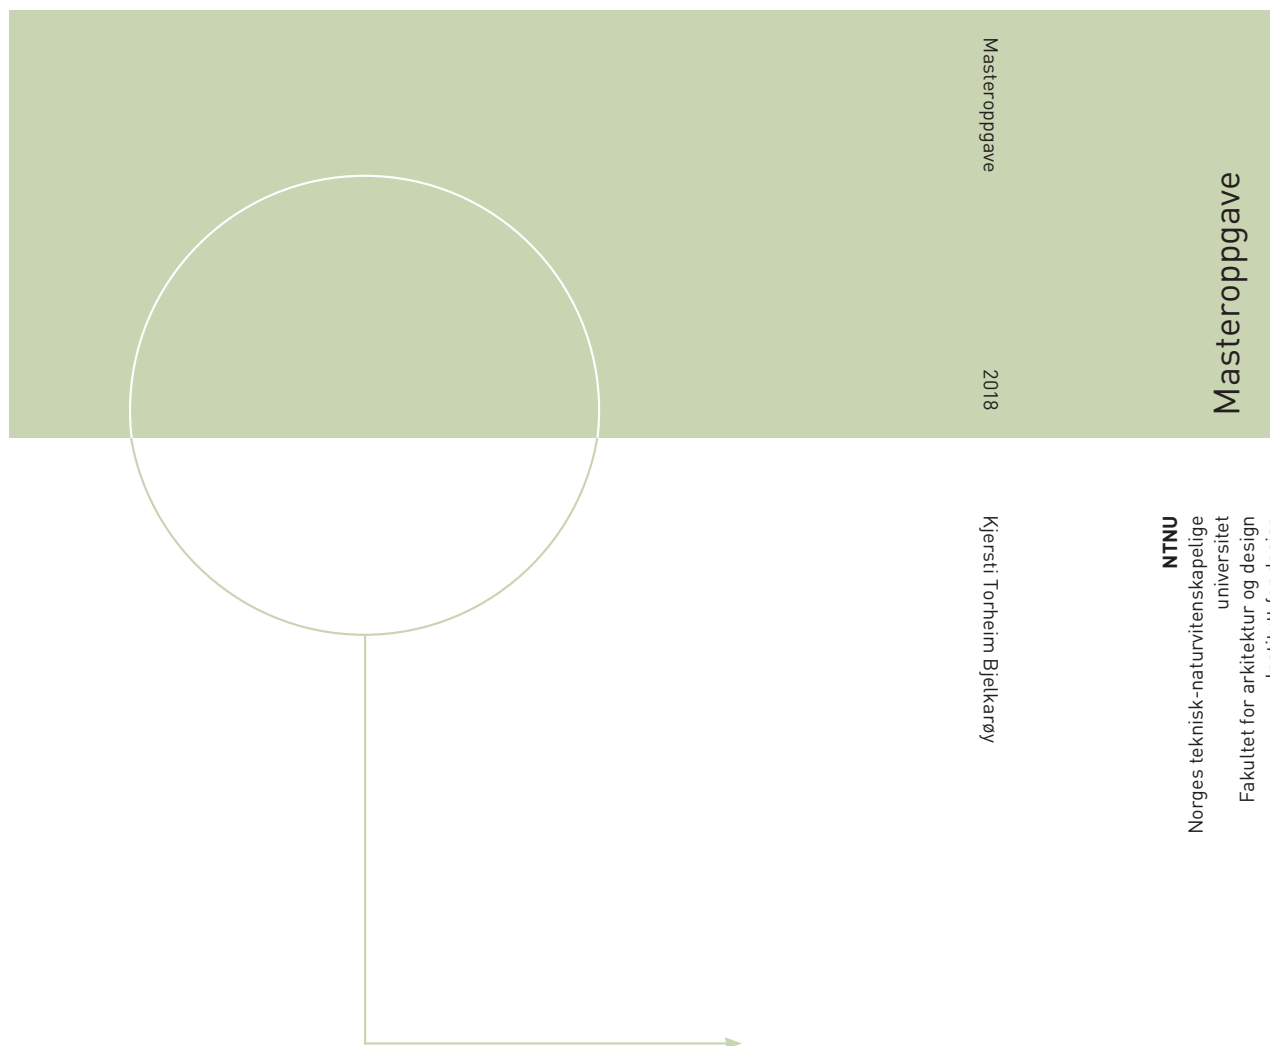 Masteroppgave
2018
Kjersti Torheim Bjelkarøy
Masteroppgave
NTNU
Norges teknisk-naturvitenskapelige
universitet
Fakultet for arkitektur og design